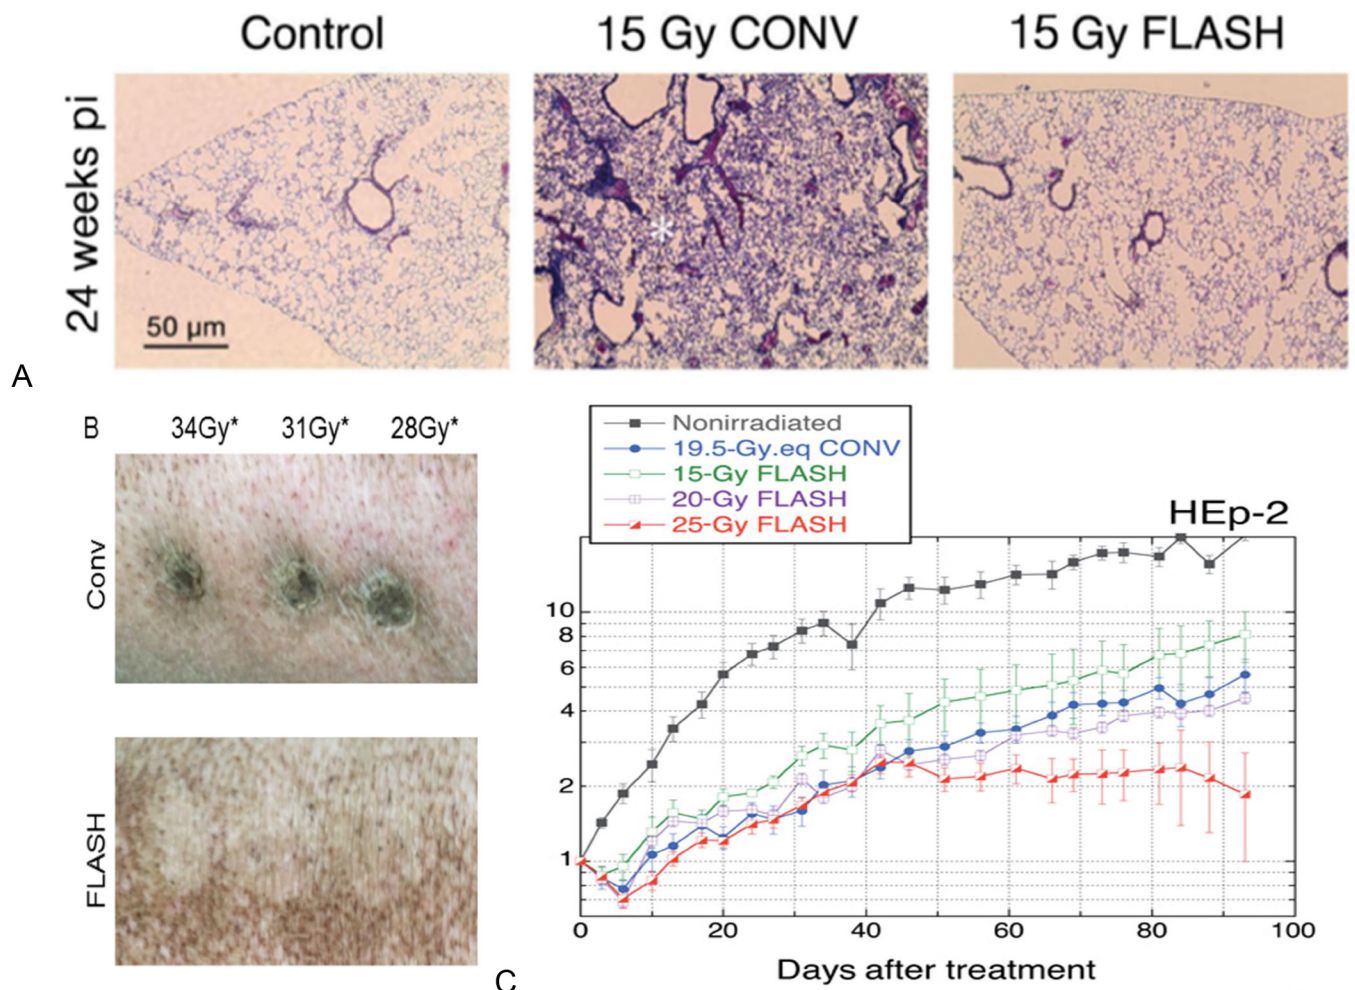 Control
15 Gy CONV
15 Gy FLASH
24 weeks pi
50 µm
*
A
B
34Gy*
31Gy*
28Gy*
Conv
FLASH
Nonirradiated
19.5-Gy.eq CONV
15-Gy FLASH
20-Gy FLASH
25-Gy FLASH
HEp-2
10
8
6
4
2
1
0 20 40 60 80 100
Days after treatment
C